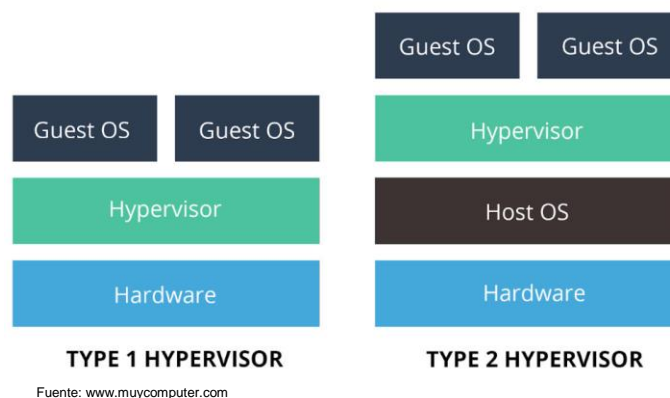 Guest OS Guest OS
Hypervisor
Hardware
TYPE 1 HYPERVISOR
Guest OS Guest OS
Hypervisor
Host OS
Hardware
TYPE 2 HYPERVISOR
Fuente: www.muycomputer.com